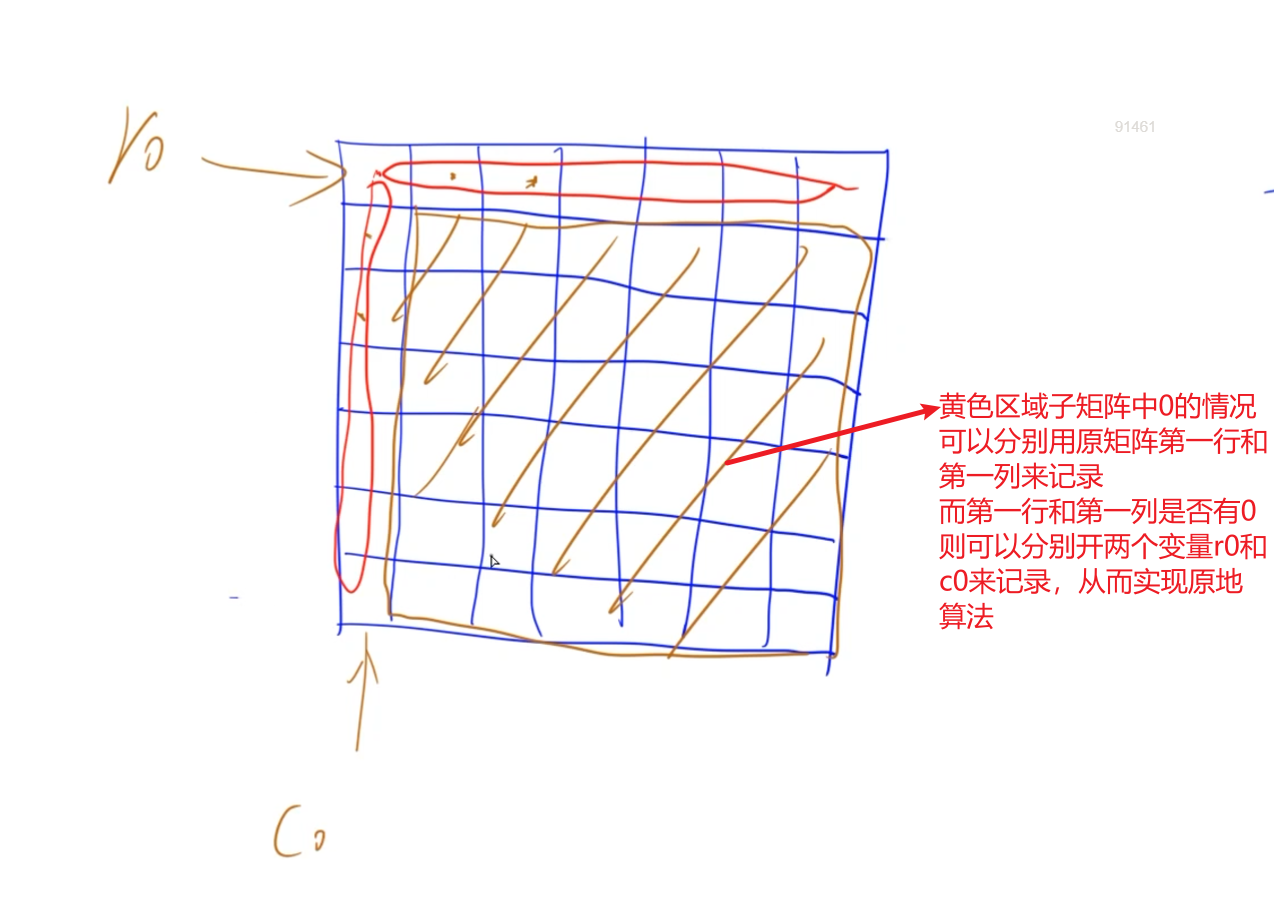 r0
91461
黄色区域子矩阵中0的情况
可以分别用原矩阵第一行和
第一列来记录
而第一行和第一列是否有0
则可以分别开两个变量r0和
c0来记录，从而实现原地
算法
C0